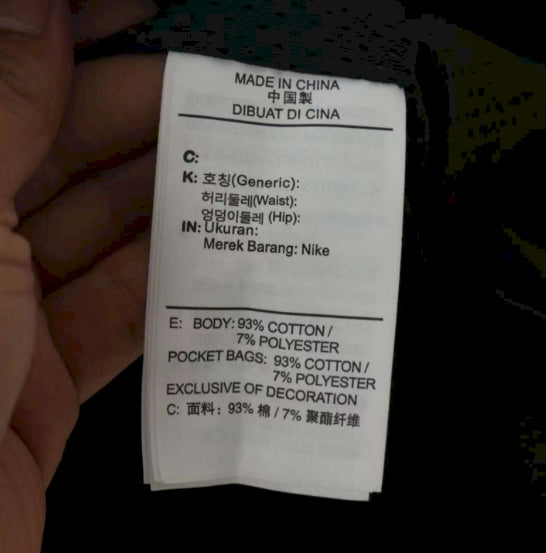 MADE IN CHINA
中国製
DIBUAT DI CINA
C:
K: 호칭(Generic):
허리둘레(Waist):
엉덩이둘레 (Hip):
IN: Ukuran:
Merek Barang: Nike
E: BODY: 93% COTTON /
7% POLYESTER
POCKET BAGS: 93% COTTON /
7% POLYESTER
EXCLUSIVE OF DECORATION
C: 面料：93% 棉 / 7% 聚酯纤维